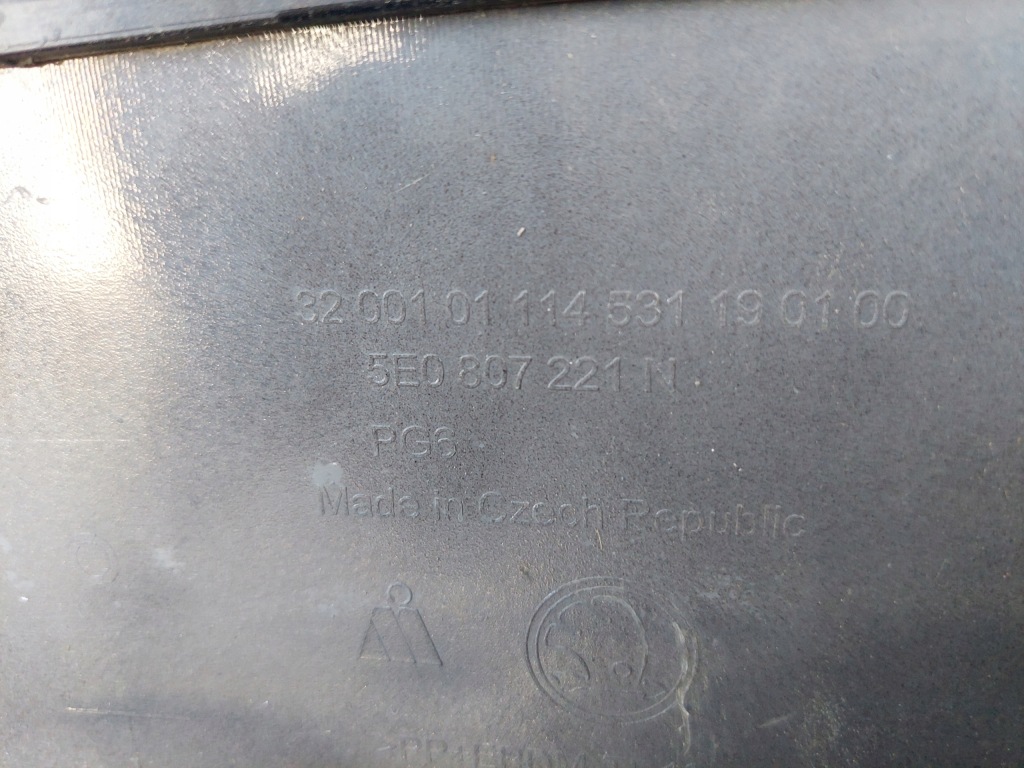 32 001 01 114 531 19 01 00
5E0 807 221 N
PG6
Made in Czech Republic